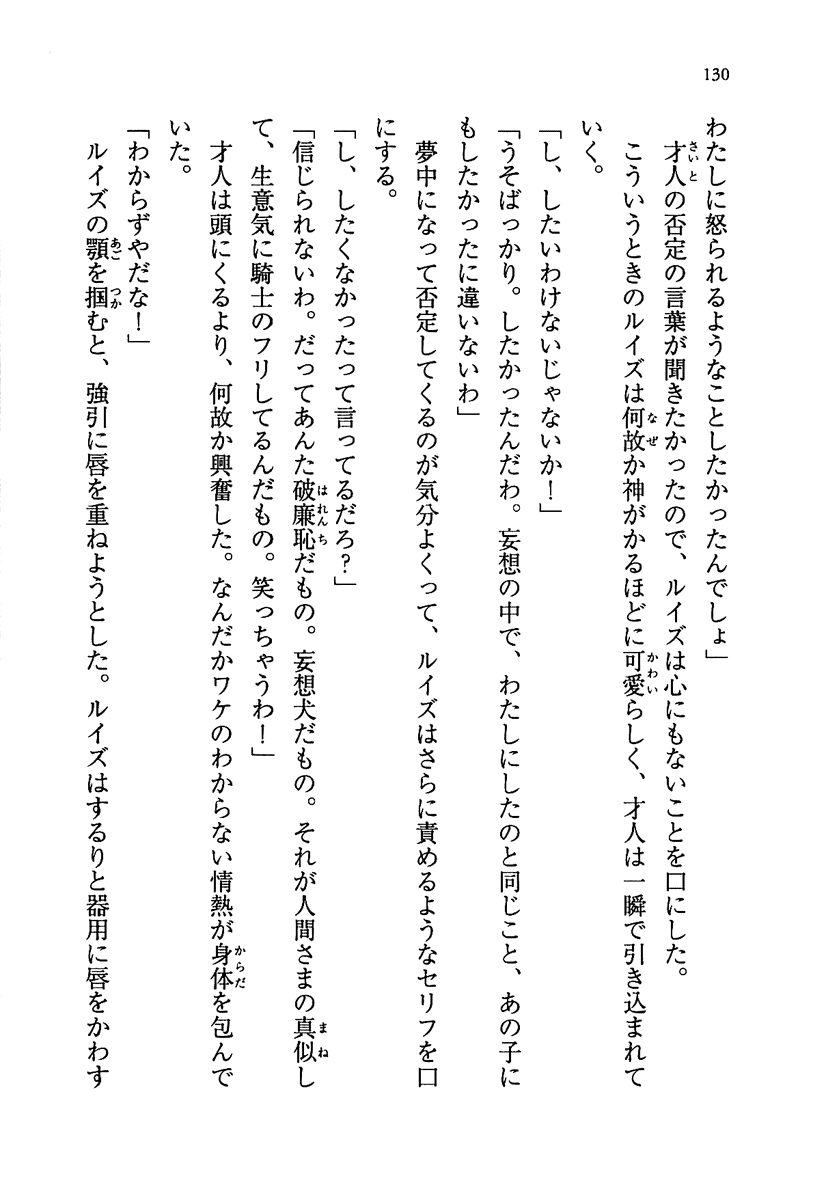 130
わたしに怒られるようなことしたかったんでしょ」
才人の否定の言葉が聞きたかったので、ルイズは心にもないことを口にした。
こういうときのルイズは何故か神がかるほどに可愛らしく、才人は一瞬で引き込まれて
いく。
「し、したいわけないじゃないか！」
「うそばっかり。したかったんだわ。妄想の中で、わたしにしたのと同じこと、あの子に
もしたかったに違いないわ」
夢中になって否定してくるのが気分よくって、ルイズはさらに責めるようなセリフを口
にする。
「し、したくなかったって言ってるだろ？」
「信じられないわ。だってあんた破廉恥だもの。妄想犬だもの。それが人間さまの真似し
て、生意気に騎士のフリしてるんだもの。笑っちゃうわ！」
才人は頭にくるより、何故か興奮した。なんだかワケのわからない情熱が身体を包んで
いた。
「わからずやだな！」
ルイズの顎を掴むと、強引に唇を重ねようとした。ルイズはするりと器用に唇をかわす